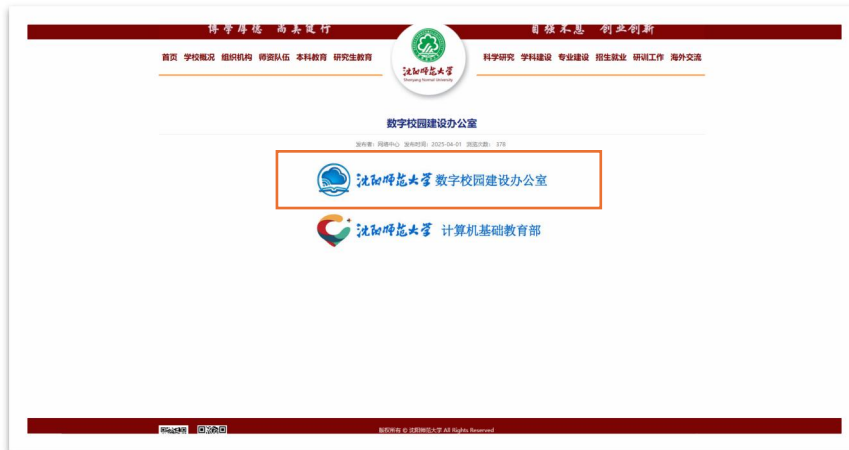 博学厚德 尚美笃行
自强不息 创业创新
首页 学校概况 组织机构 师资队伍 本科教育 研究生教育
沈阳师范大学
Shenyang Normal University
科学研究 学科建设 专业建设 招生就业 研训工作 海外交流
数字校园建设办公室
发布者：网络中心 发布时间：2025-04-01 浏览次数：378
沈阳师范大学 数字校园建设办公室
沈阳师范大学 计算机基础教育部
版权所有 © 沈阳师范大学 All Rights Reserved